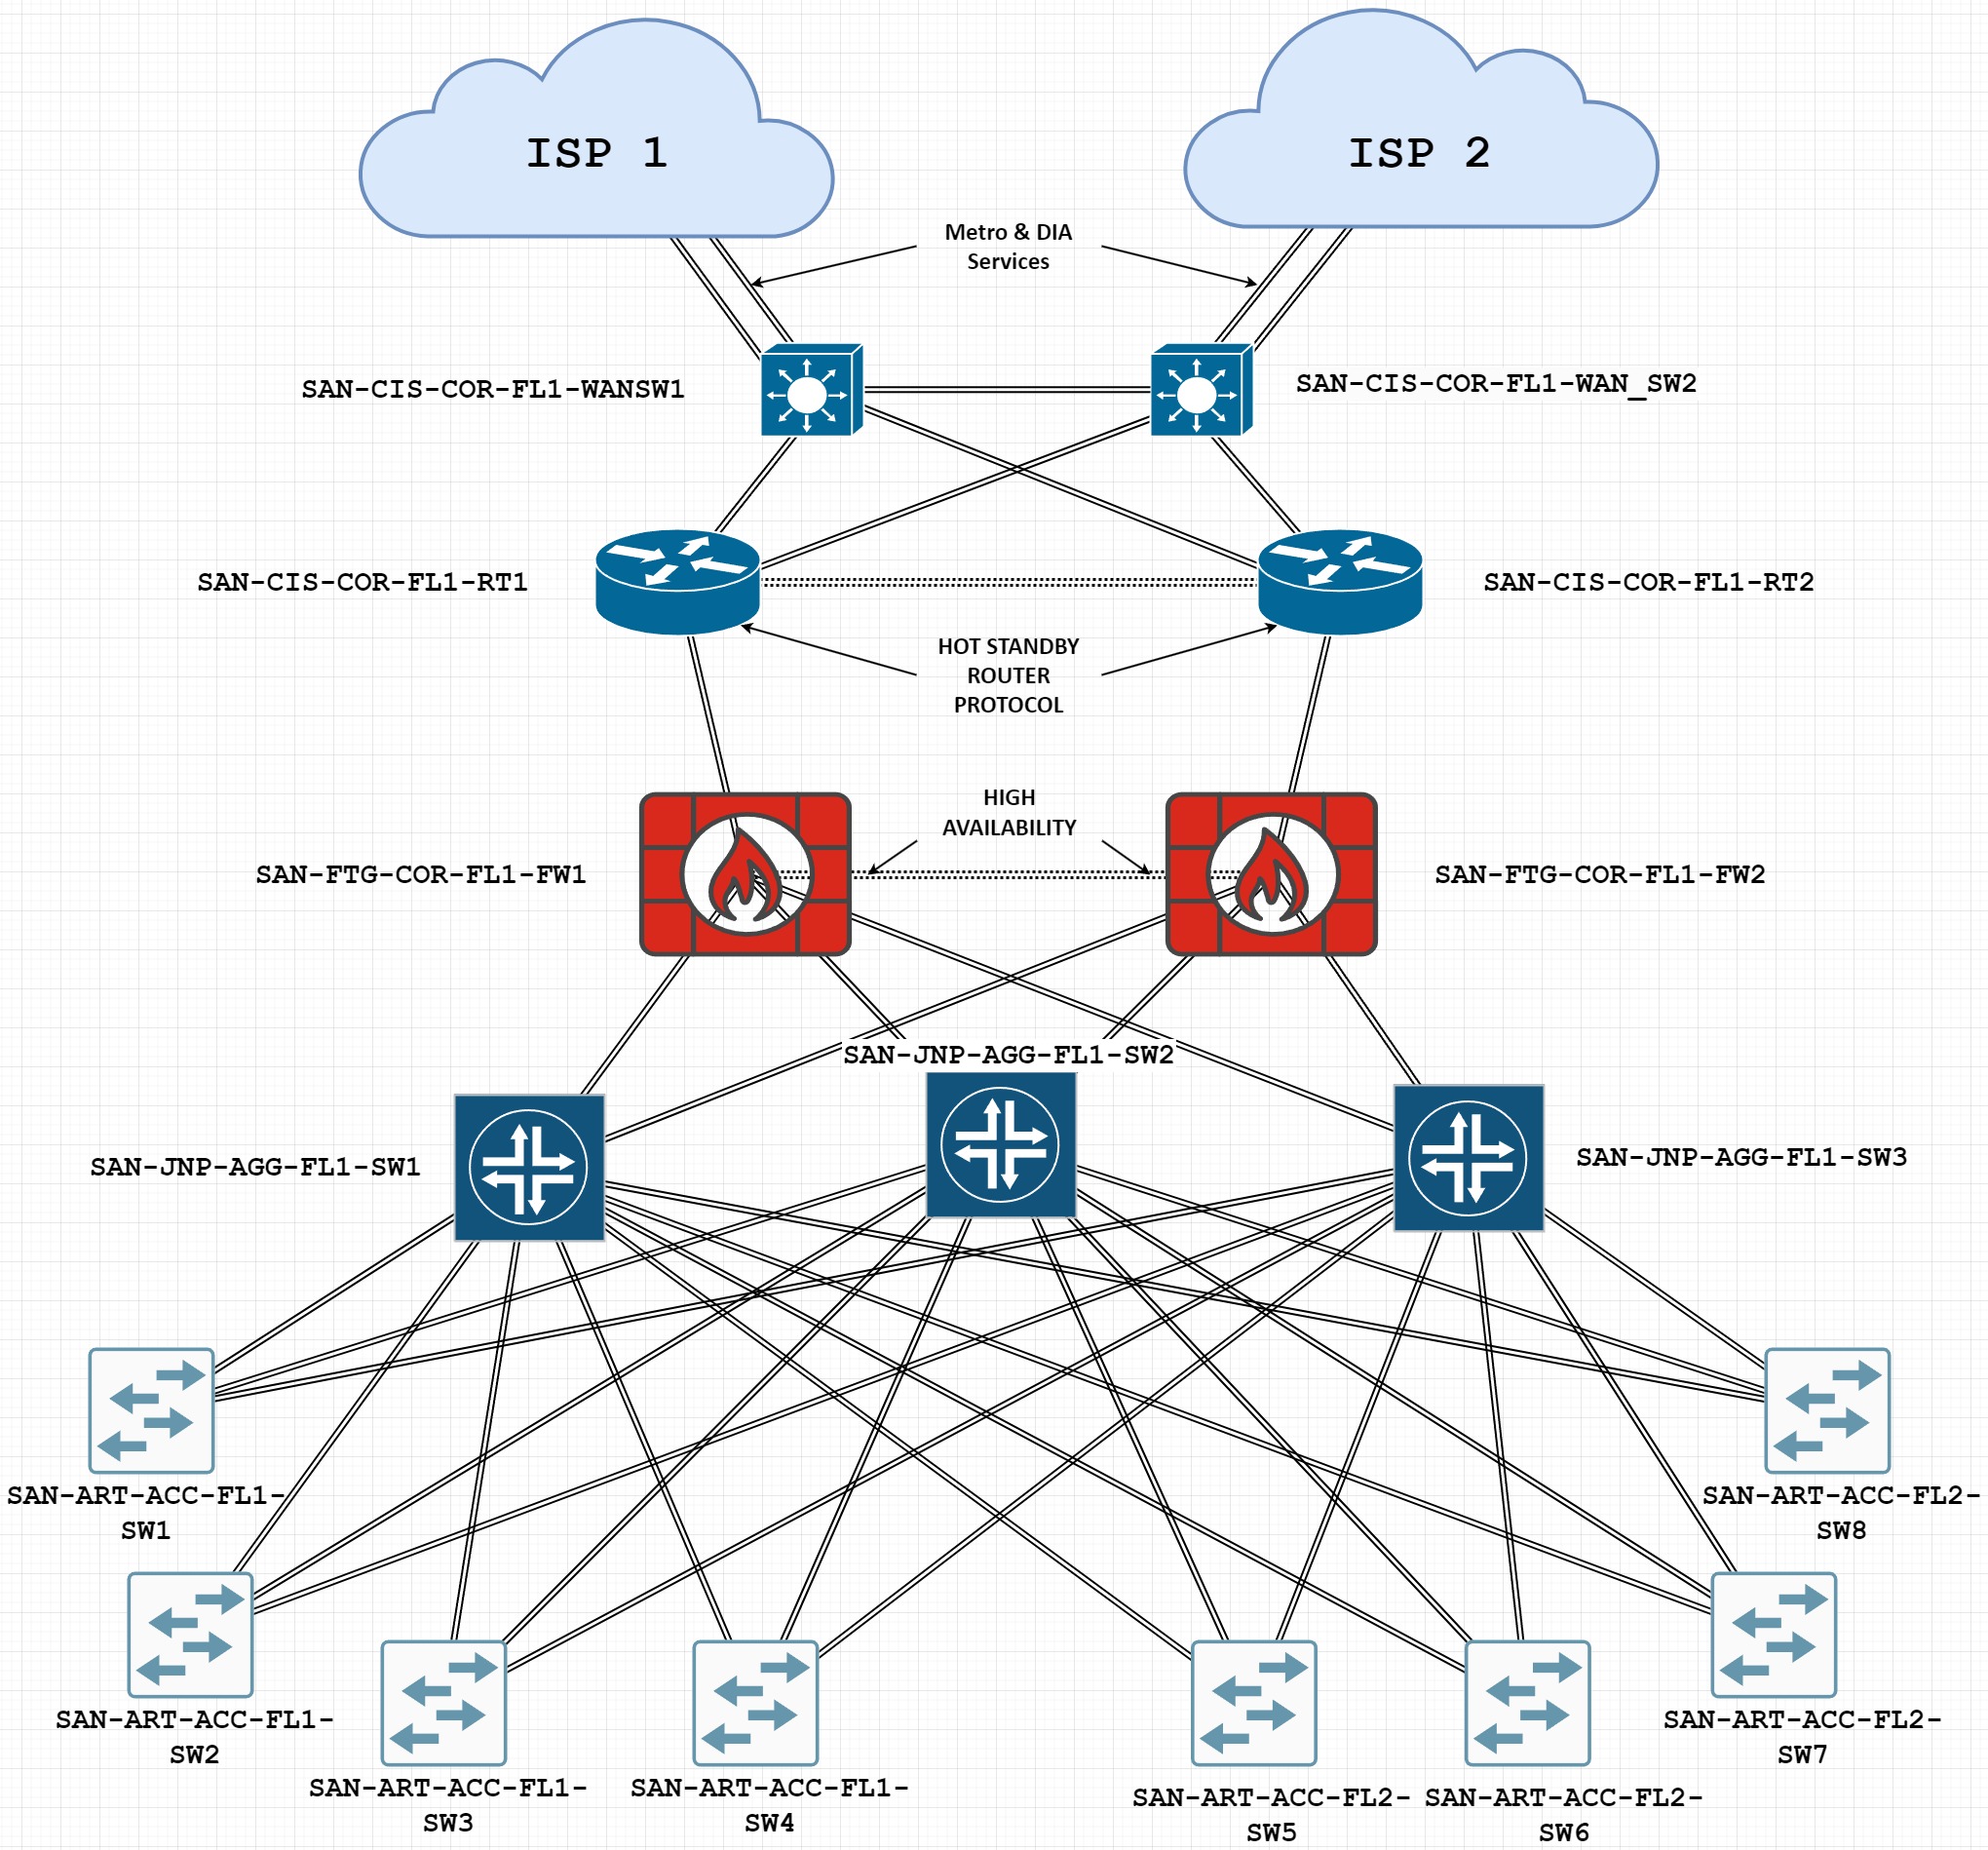 ISP 1
ISP 2
Metro & DIA
Services
SAN-CIS-COR-FL1-WANSW1
SAN-CIS-COR-FL1-WAN_SW2
SAN-CIS-COR-FL1-RT1
SAN-CIS-COR-FL1-RT2
HOT STANDBY
ROUTER
PROTOCOL
HIGH
AVAILABILITY
SAN-FTG-COR-FL1-FW1
SAN-FTG-COR-FL1-FW2
SAN-JNP-AGG-FL1-SW2
SAN-JNP-AGG-FL1-SW1
SAN-JNP-AGG-FL1-SW3
SAN-ART-ACC-FL1-
SW1
SAN-ART-ACC-FL2-
SW8
SAN-ART-ACC-FL1-
SW2
SAN-ART-ACC-FL2-
SW7
SAN-ART-ACC-FL1-
SW3
SAN-ART-ACC-FL1-
SW4
SAN-ART-ACC-FL2-
SW5
SAN-ART-ACC-FL2-
SW6